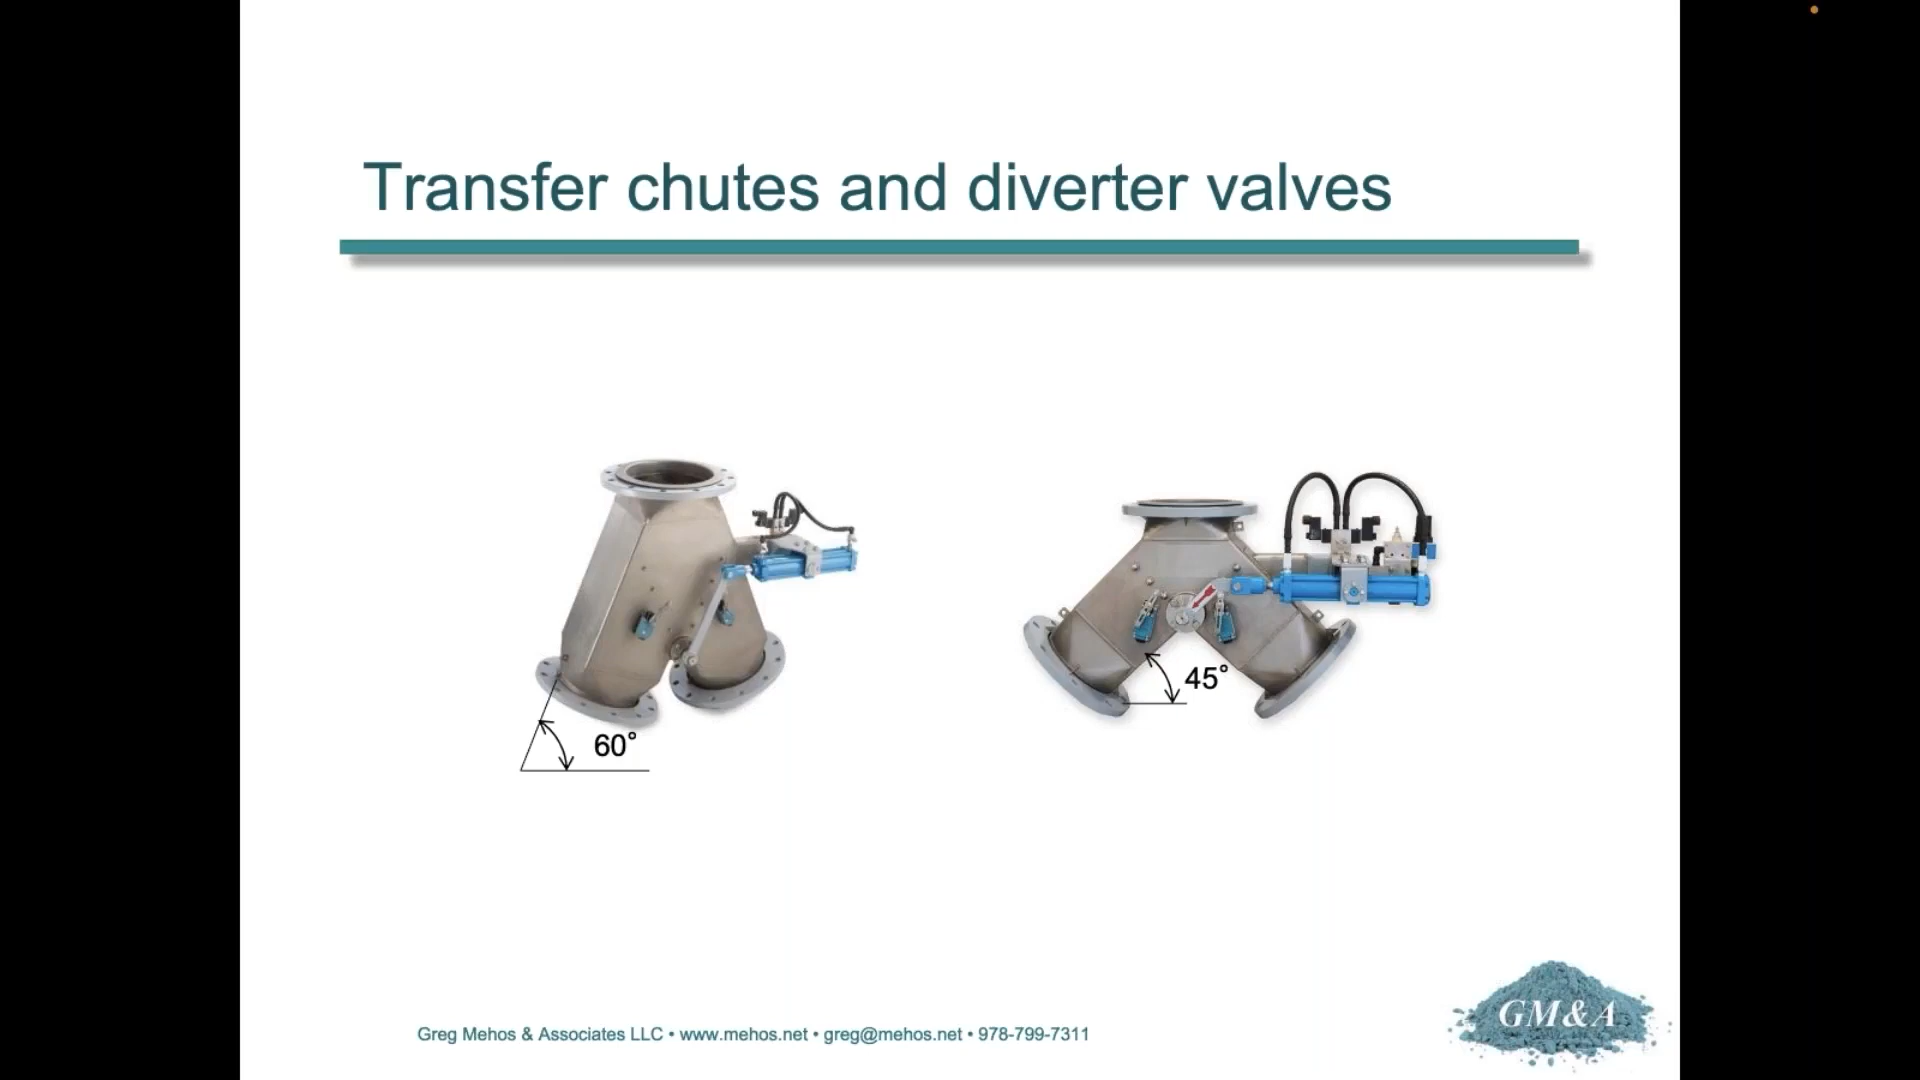 Transfer chutes and diverter valves
60°
45°
GM&A
Greg Mehos & Associates LLC • www.mehos.net • greg@mehos.net • 978-799-7311